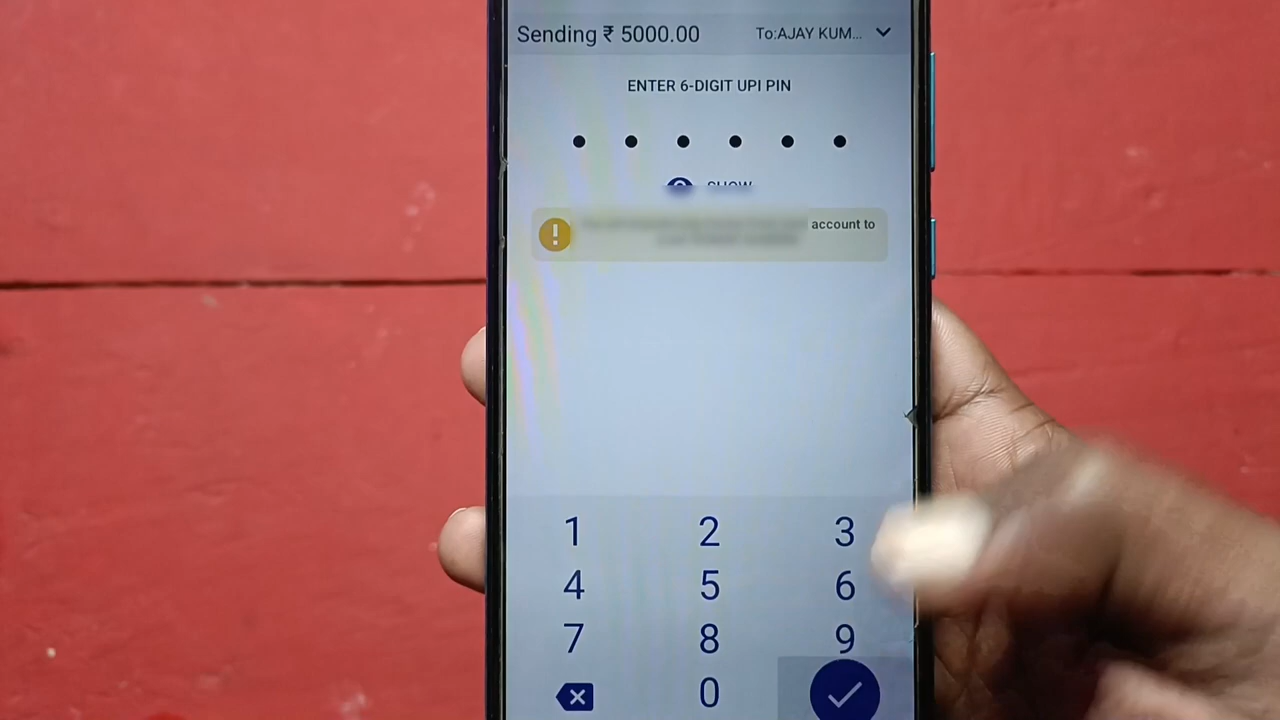 Sending ₹ 5000.00 To:AJAY KUM...
ENTER 6-DIGIT UPI PIN
SHOW
account to
1 2 3
4 5 6
7 8 9
0